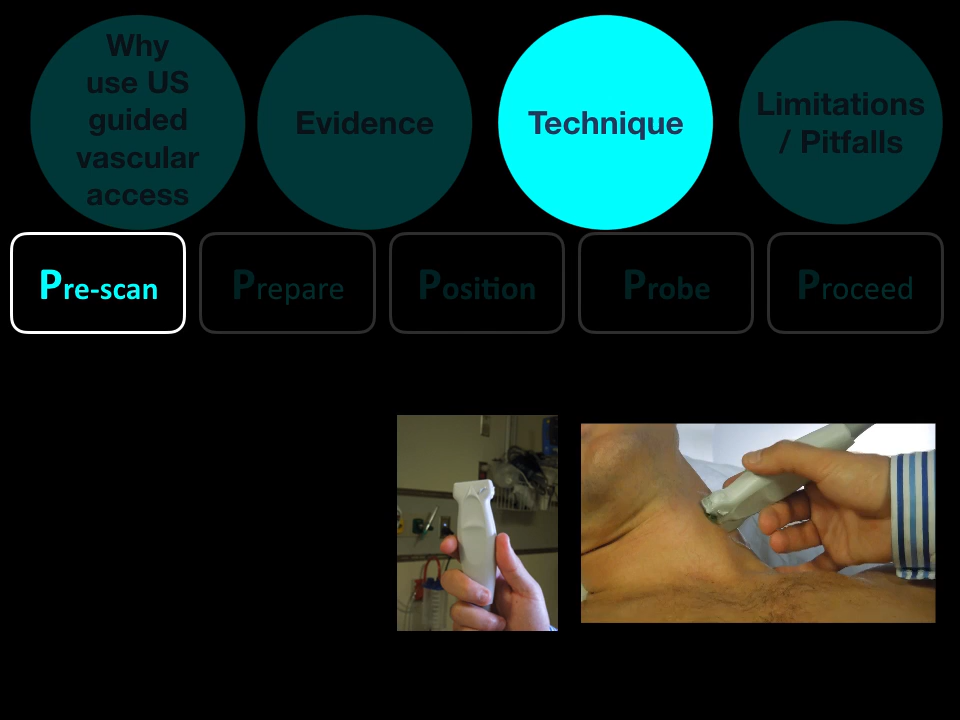 Why
use US
guided
vascular
access
Evidence
Technique
Limitations
/ Pitfalls
Pre-scan
Prepare
Position
Probe
Proceed